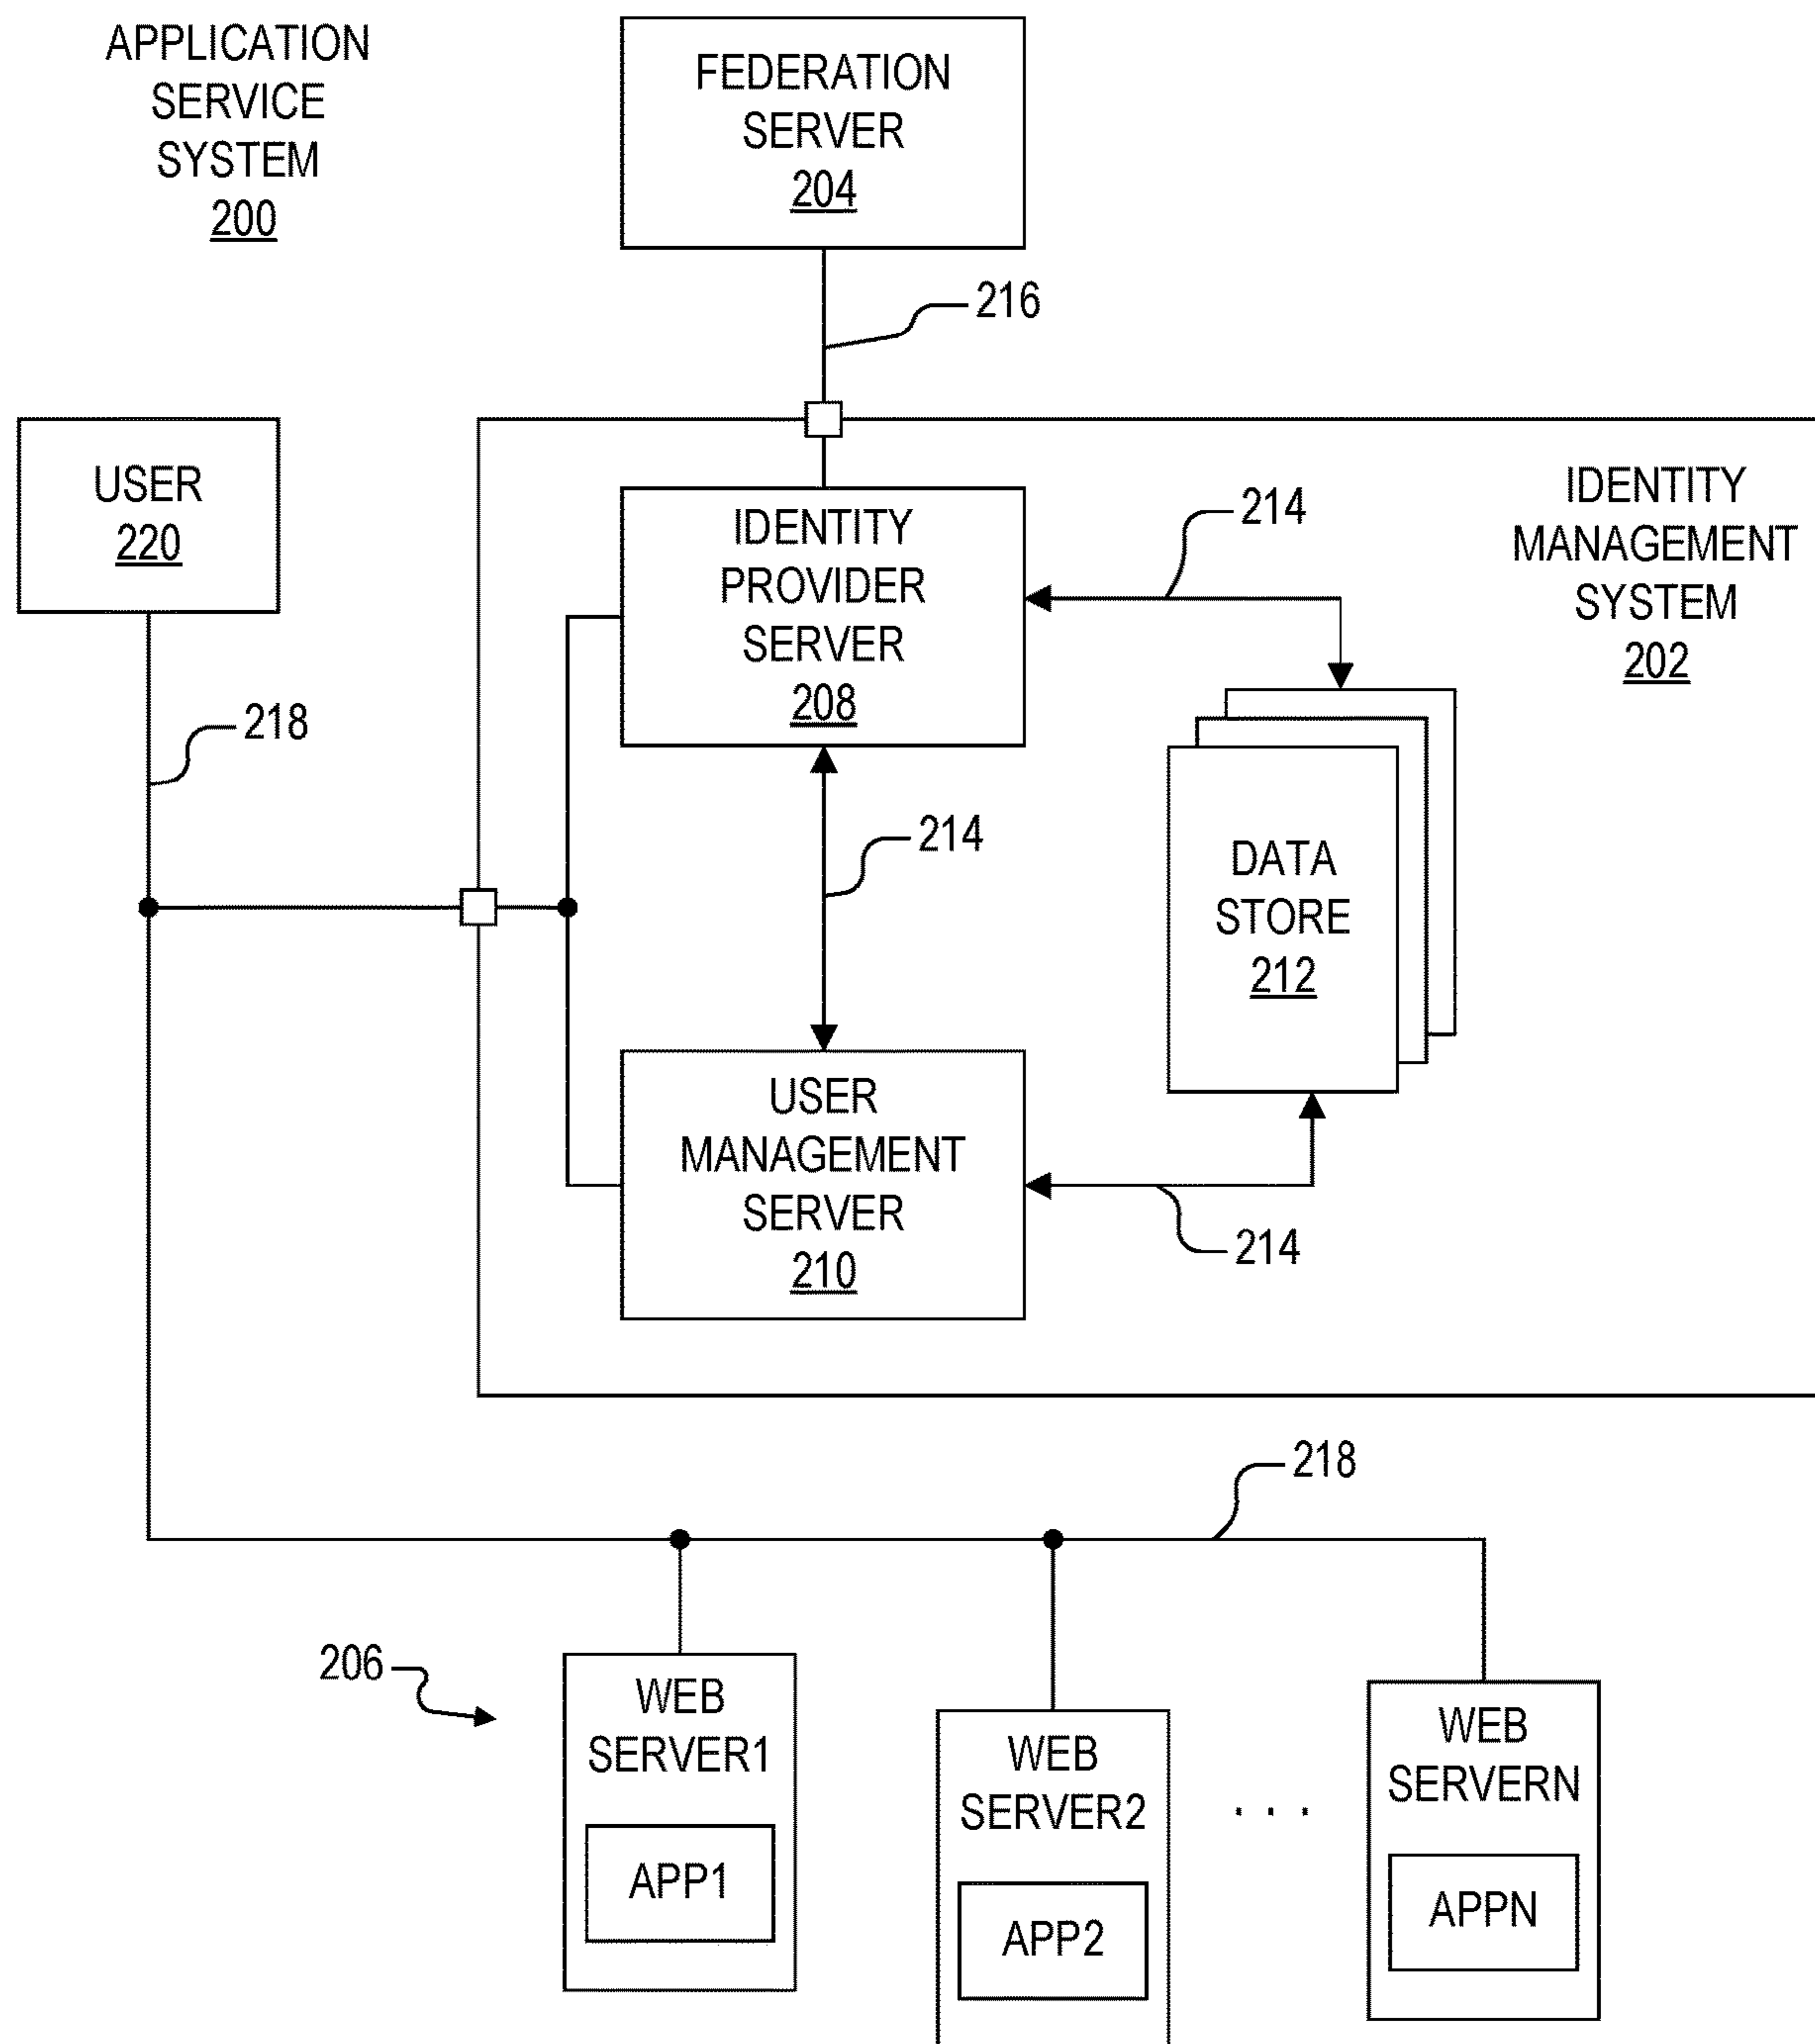 APPLICATION
SERVICE
SYSTEM
200
FEDERATION
SERVER
204
216
USER
220
IDENTITY
PROVIDER
SERVER
208
214
IDENTITY
MANAGEMENT
SYSTEM
202
218
214
DATA
STORE
212
USER
MANAGEMENT
SERVER
210
214
218
206
WEB
SERVER1
APP1
WEB
SERVER2
APP2
. . .
WEB
SERVERN
APPN